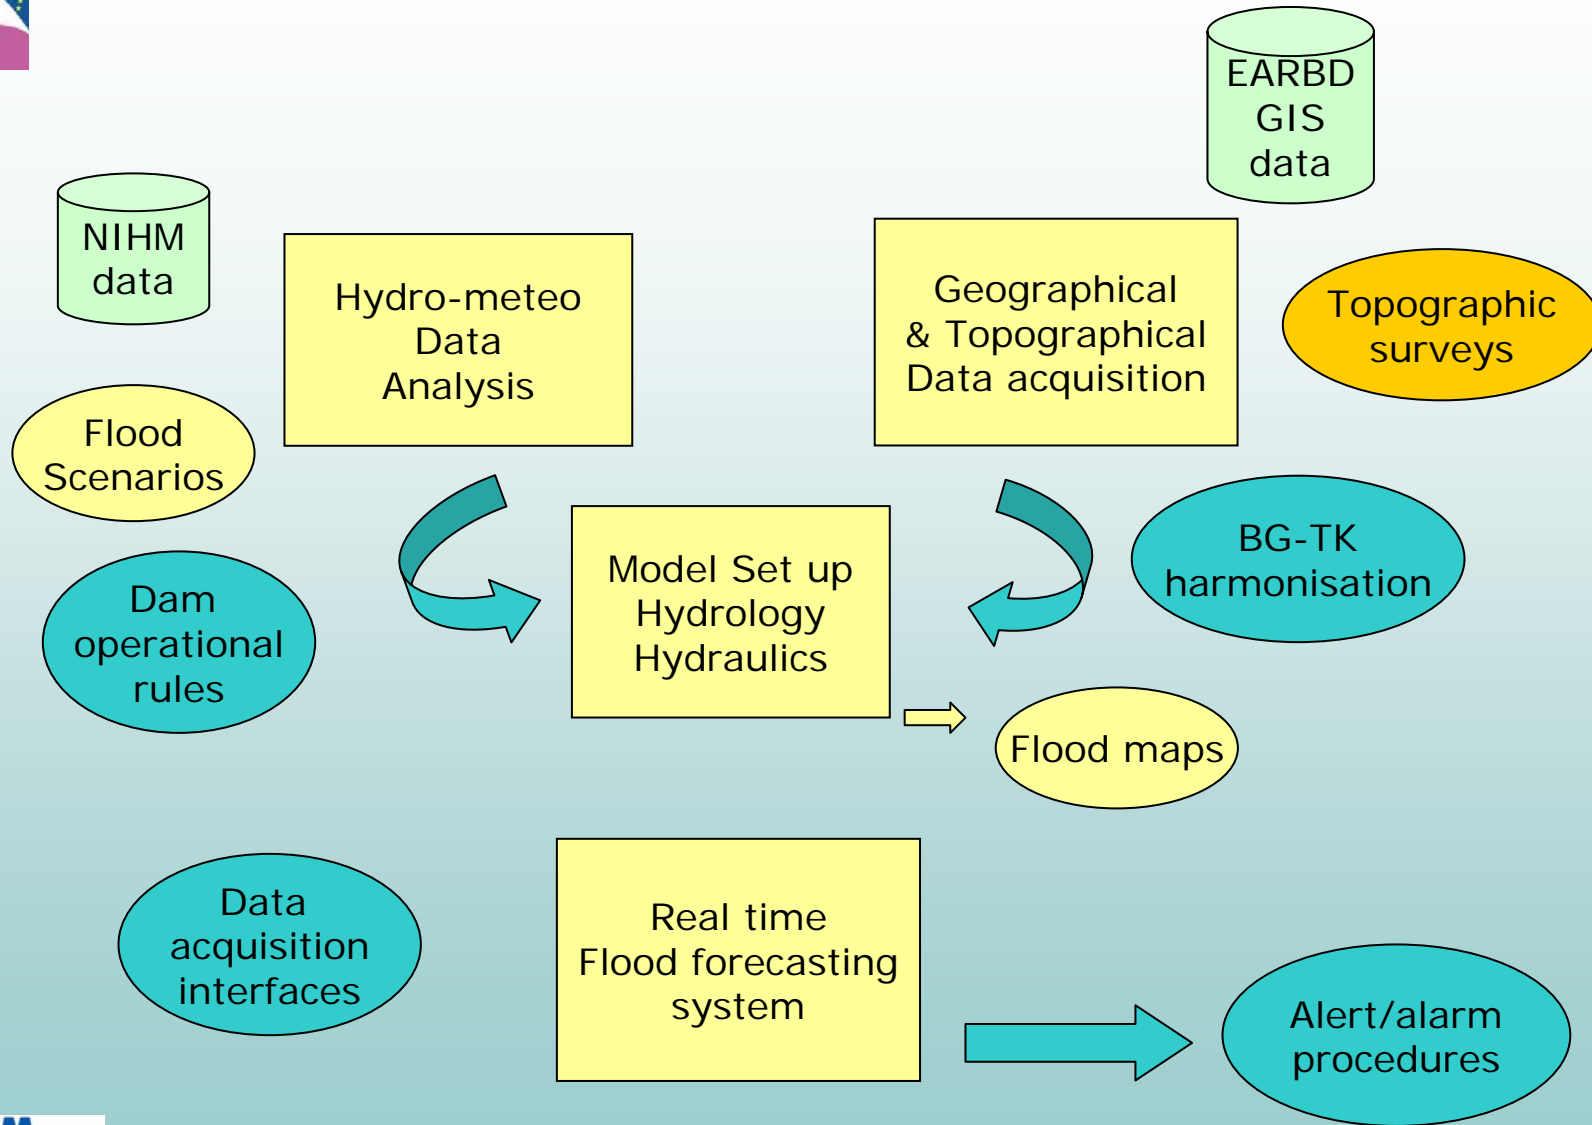 EARBD
GIS
data
NIHM
data
Hydro-meteo
Data
Analysis
Geographical
& Topographical
Data acquisition
Topographic
surveys
Flood
Scenarios
Dam
operational
rules
Model Set up
Hydrology
Hydraulics
BG-TK
harmonisation
Flood maps
Data
acquisition
interfaces
Real time
Flood forecasting
system
Alert/alarm
procedures